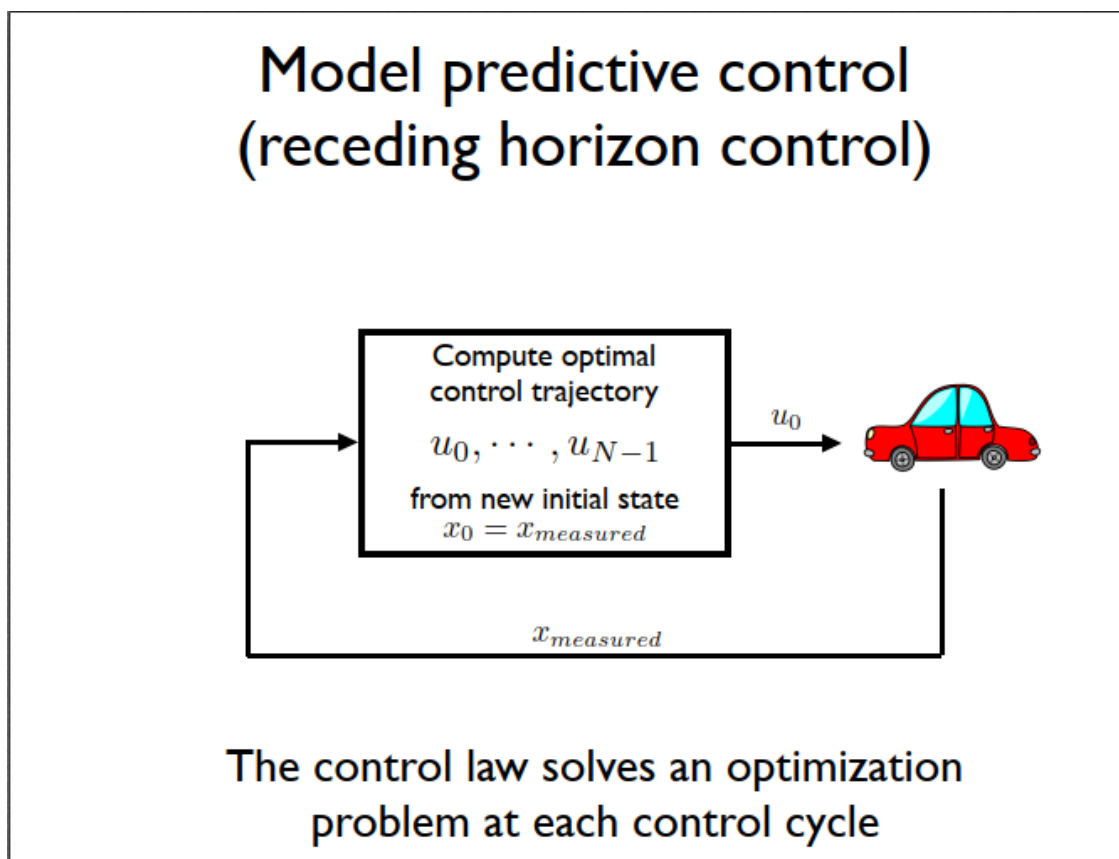 Model predictive control
(receding horizon control)
Compute optimal
control trajectory
u_0, ⋯ , u_{N−1}
from new initial state
x_0 = x_{measured}
u_0
x_{measured}
The control law solves an optimization
problem at each control cycle